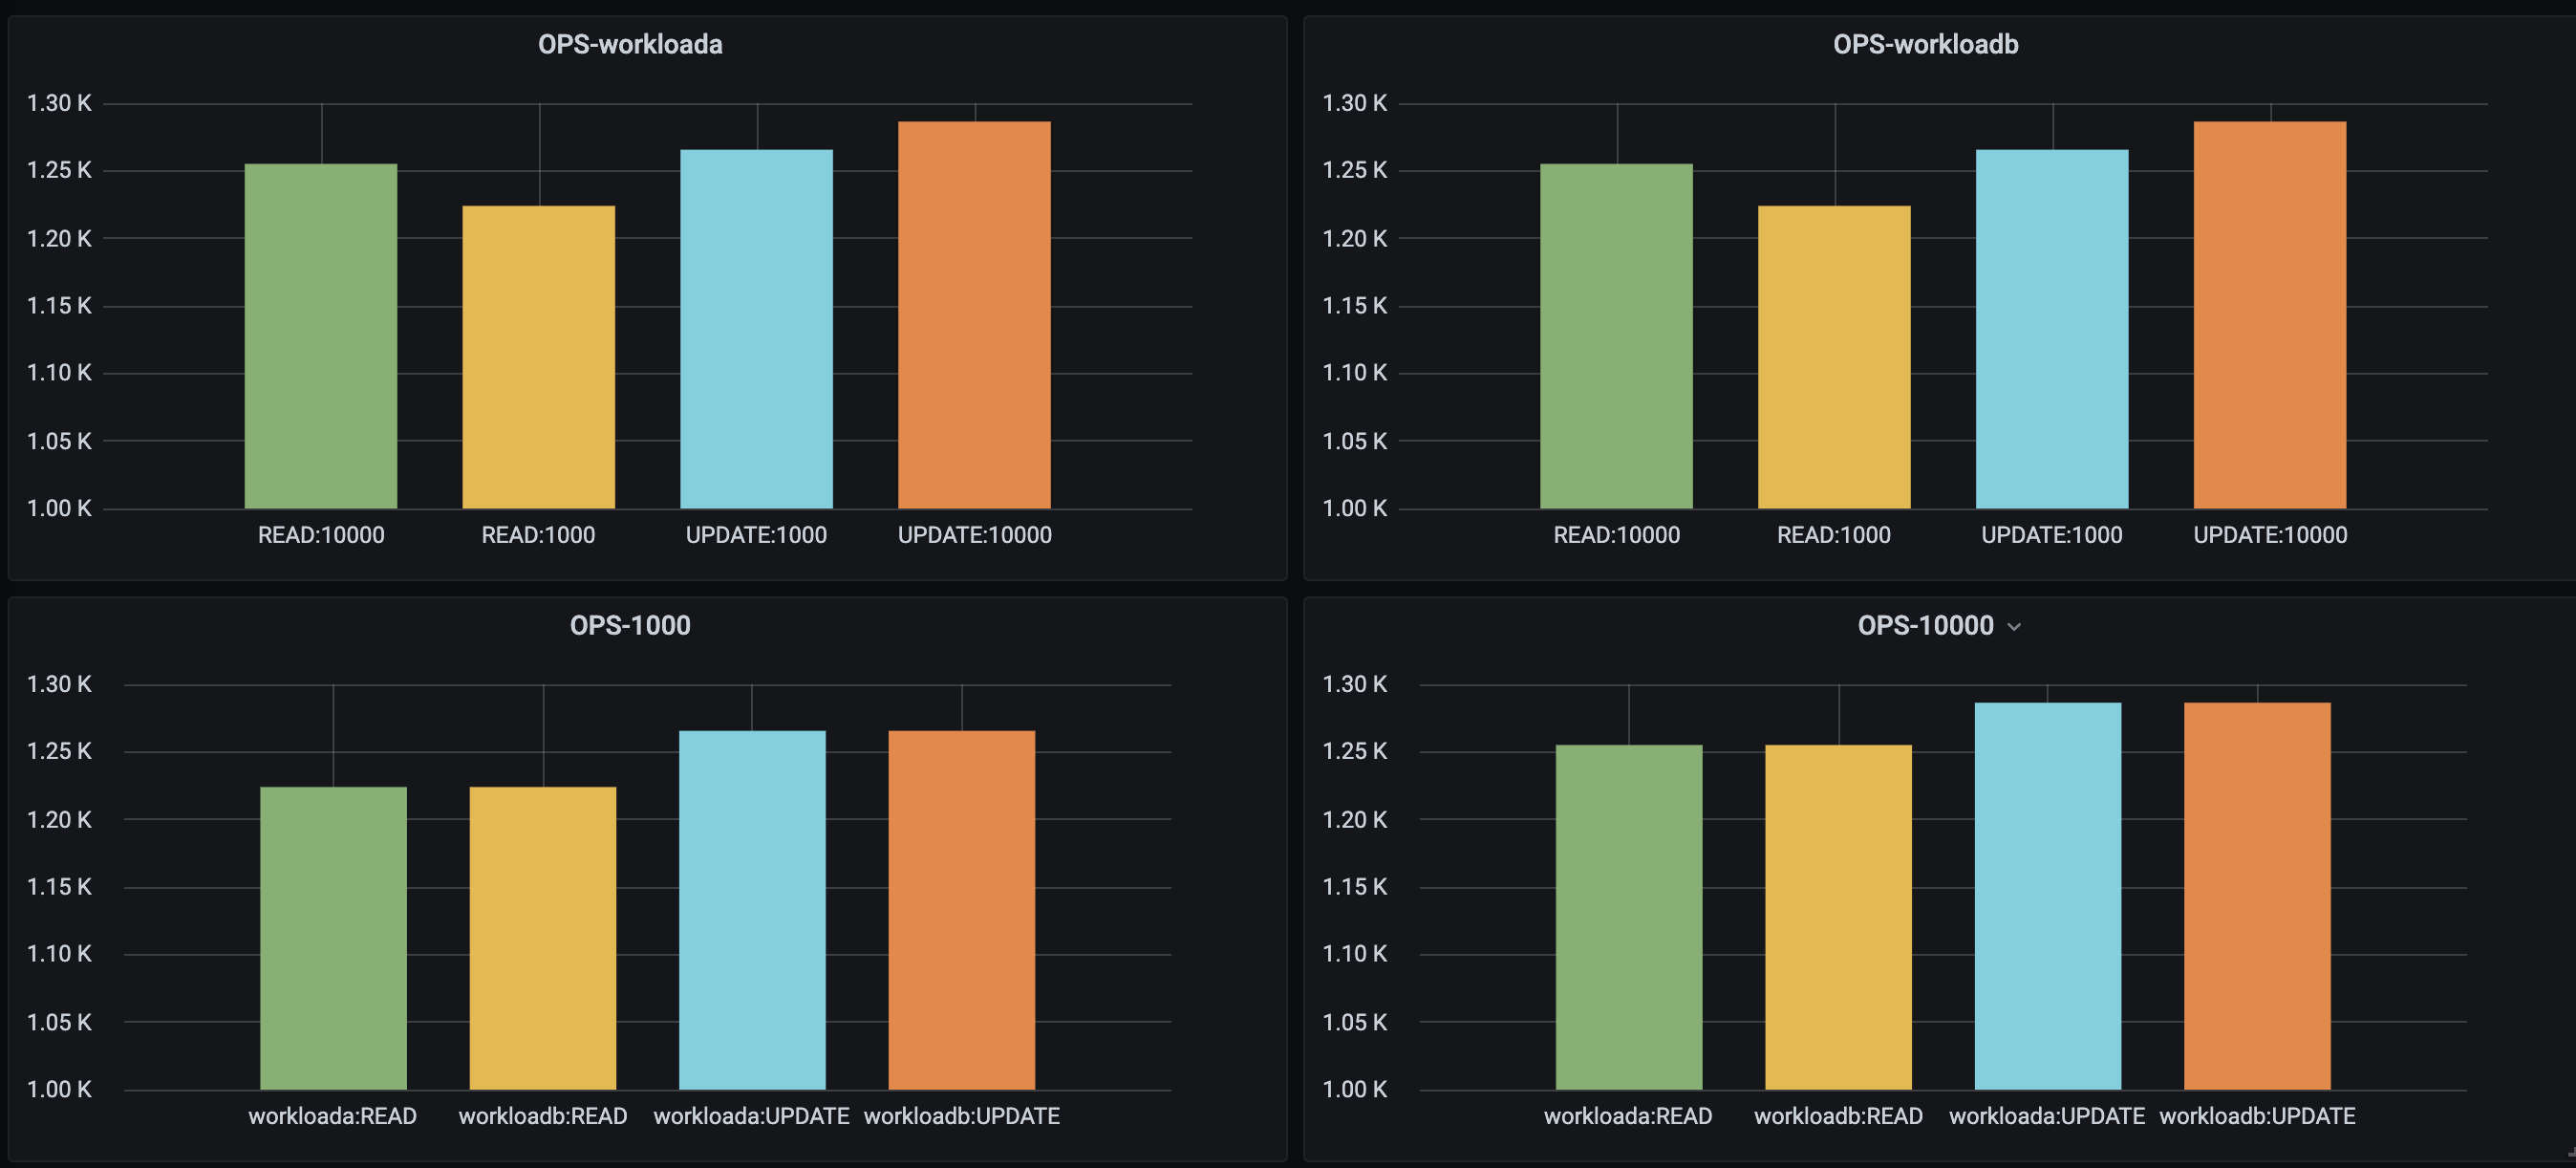 OPS-workloada
1.30 K
1.25 K
1.20 K
1.15 K
1.10 K
1.05 K
1.00 K
READ:10000 READ:1000 UPDATE:1000 UPDATE:10000
OPS-workloadb
1.30 K
1.25 K
1.20 K
1.15 K
1.10 K
1.05 K
1.00 K
READ:10000 READ:1000 UPDATE:1000 UPDATE:10000
OPS-1000
1.30 K
1.25 K
1.20 K
1.15 K
1.10 K
1.05 K
1.00 K
workloada:READ workloadb:READ workloada:UPDATE workloadb:UPDATE
OPS-10000
1.30 K
1.25 K
1.20 K
1.15 K
1.10 K
1.05 K
1.00 K
workloada:READ workloadb:READ workloada:UPDATE workloadb:UPDATE